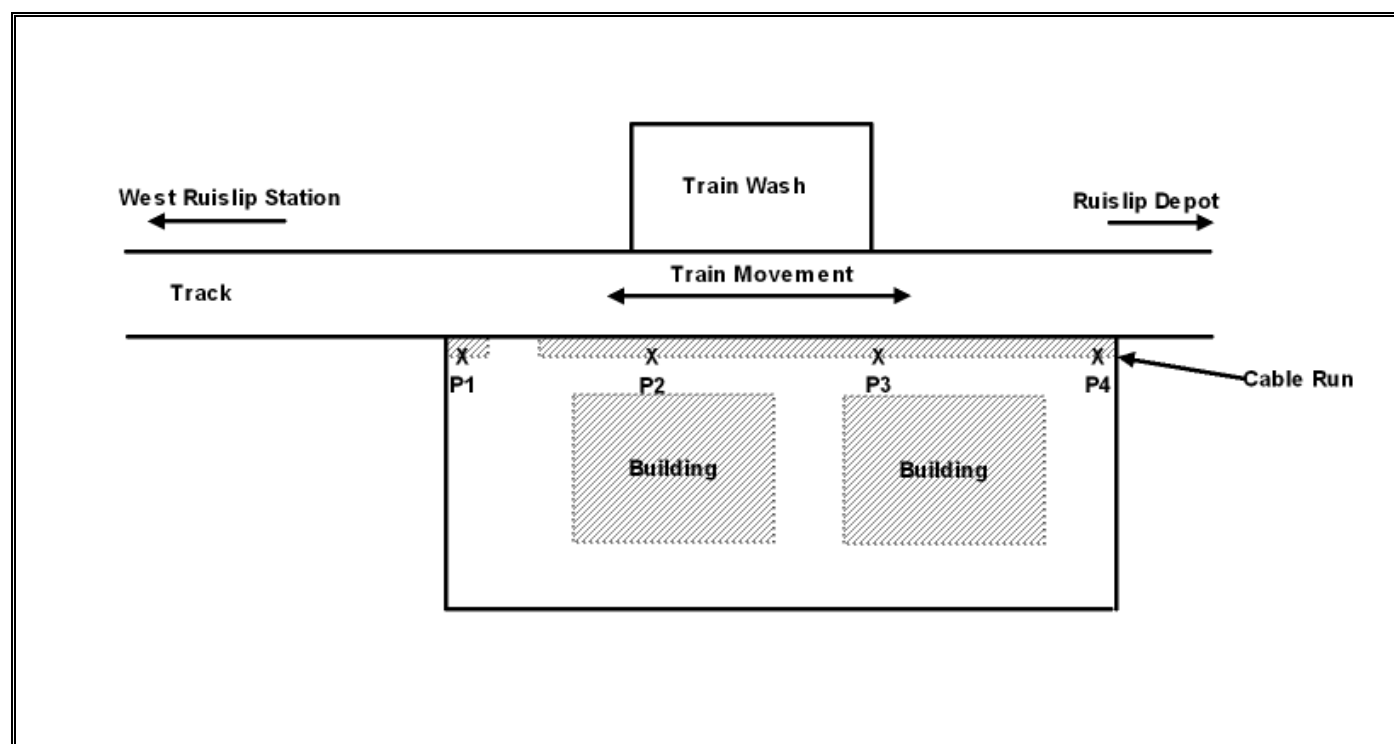 Train Wash
West Ruislip Station
Ruislip Depot
Train Movement
Track
X X X X
P1 P2 P3 P4
Cable Run
Building Building